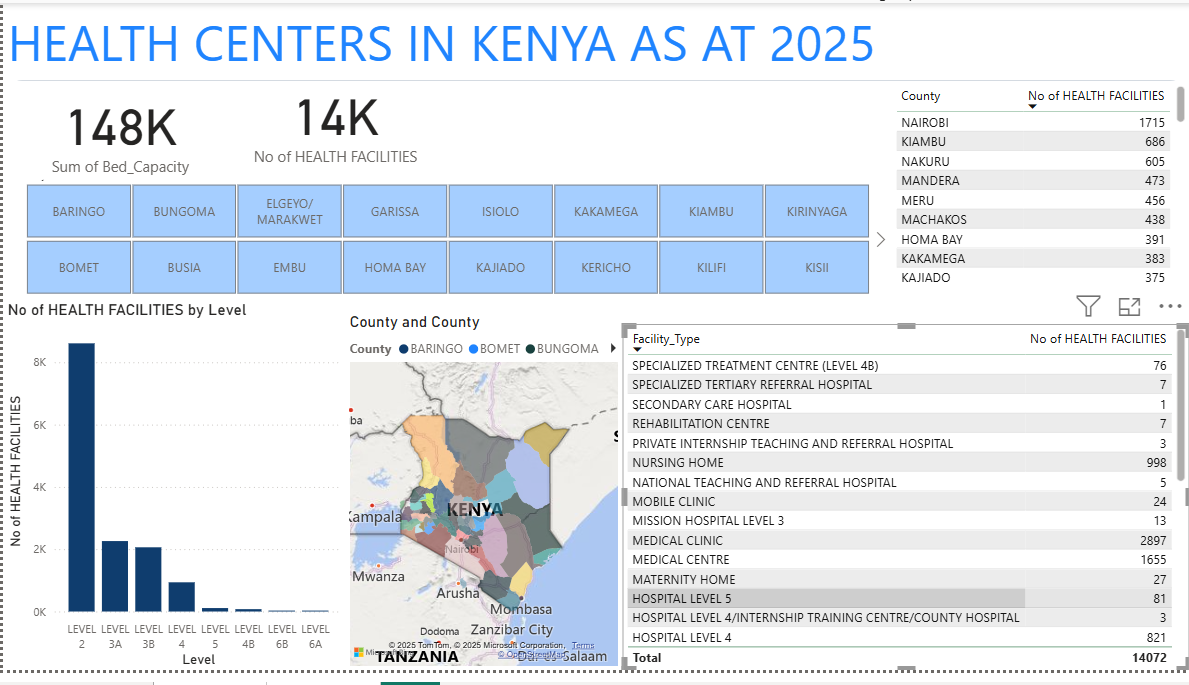 HEALTH CENTERS IN KENYA AS AT 2025
148K
Sum of Bed_Capacity
14K
No of HEALTH FACILITIES
County No of HEALTH FACILITIES
NAIROBI 1715
KIAMBU 686
NAKURU 605
MANDERA 473
MERU 456
MACHAKOS 438
HOMA BAY 391
KAKAMEGA 383
KAJIADO 375
BARINGO
BUNGOMA
ELGEYO/
MARAKWET
GARISSA
ISIOLO
KAKAMEGA
KIAMBU
KIRINYAGA
BOMET
BUSIA
EMBU
HOMA BAY
KAJIADO
KERICHO
KILIFI
KISII
No of HEALTH FACILITIES by Level
No of HEALTH FACILITIES
8K
6K
4K
2K
0K
LEVEL 2
LEVEL 3A
LEVEL 3B
LEVEL 4
LEVEL 5
LEVEL 4B
LEVEL 6B
LEVEL 6A
Level
County and County
County BARINGO BOMET BUNGOMA
ba
S
KENYA
Kampala
Nairobi
Mwanza
Arusha
Mombasa
Dodoma
Zanzibar City
© 2025 TomTom, © 2025 Microsoft Corporation, Terms
© OpenStreetMap
TANZANIA
Dar es Salaam
Facility_Type No of HEALTH FACILITIES
SPECIALIZED TREATMENT CENTRE (LEVEL 4B) 76
SPECIALIZED TERTIARY REFERRAL HOSPITAL 7
SECONDARY CARE HOSPITAL 1
REHABILITATION CENTRE 7
PRIVATE INTERNSHIP TEACHING AND REFERRAL HOSPITAL 3
NURSING HOME 998
NATIONAL TEACHING AND REFERRAL HOSPITAL 5
MOBILE CLINIC 24
MISSION HOSPITAL LEVEL 3 13
MEDICAL CLINIC 2897
MEDICAL CENTRE 1655
MATERNITY HOME 27
HOSPITAL LEVEL 5 81
HOSPITAL LEVEL 4/INTERNSHIP TRAINING CENTRE/COUNTY HOSPITAL 3
HOSPITAL LEVEL 4 821
Total 14072